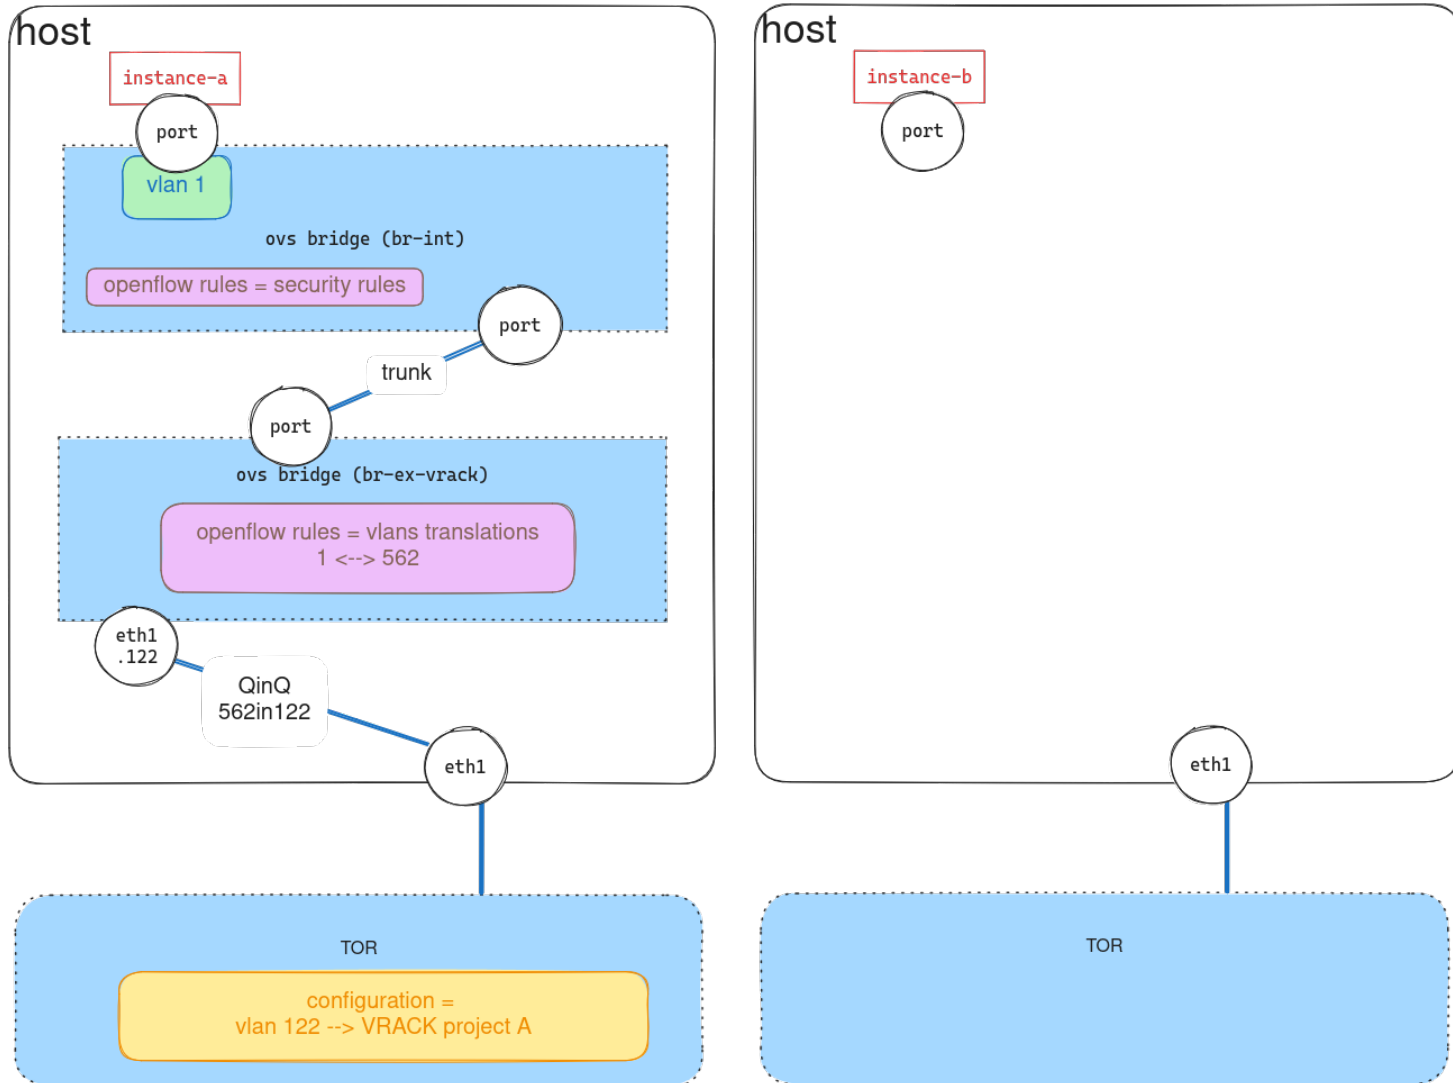 host
instance-a
port
vlan 1
ovs bridge (br-int)
openflow rules = security rules
port
trunk
port
ovs bridge (br-ex-vrack)
openflow rules = vlans translations
1 <--> 562
eth1
.122
QinQ
562in122
eth1
TOR
configuration =
vlan 122 --> VRACK project A
host
instance-b
port
eth1
TOR